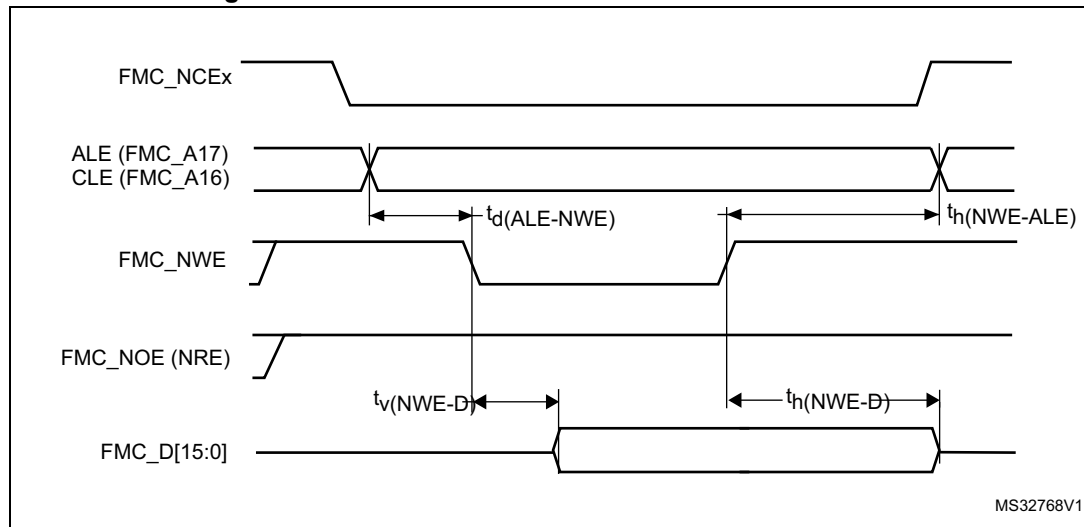 FMC_NCEx
ALE (FMC_A17)
CLE (FMC_A16)
td(ALE-NWE)
th(NWE-ALE)
FMC_NWE
FMC_NOE (NRE)
tv(NWE-D)
th(NWE-D)
FMC_D[15:0]
MS32768V1